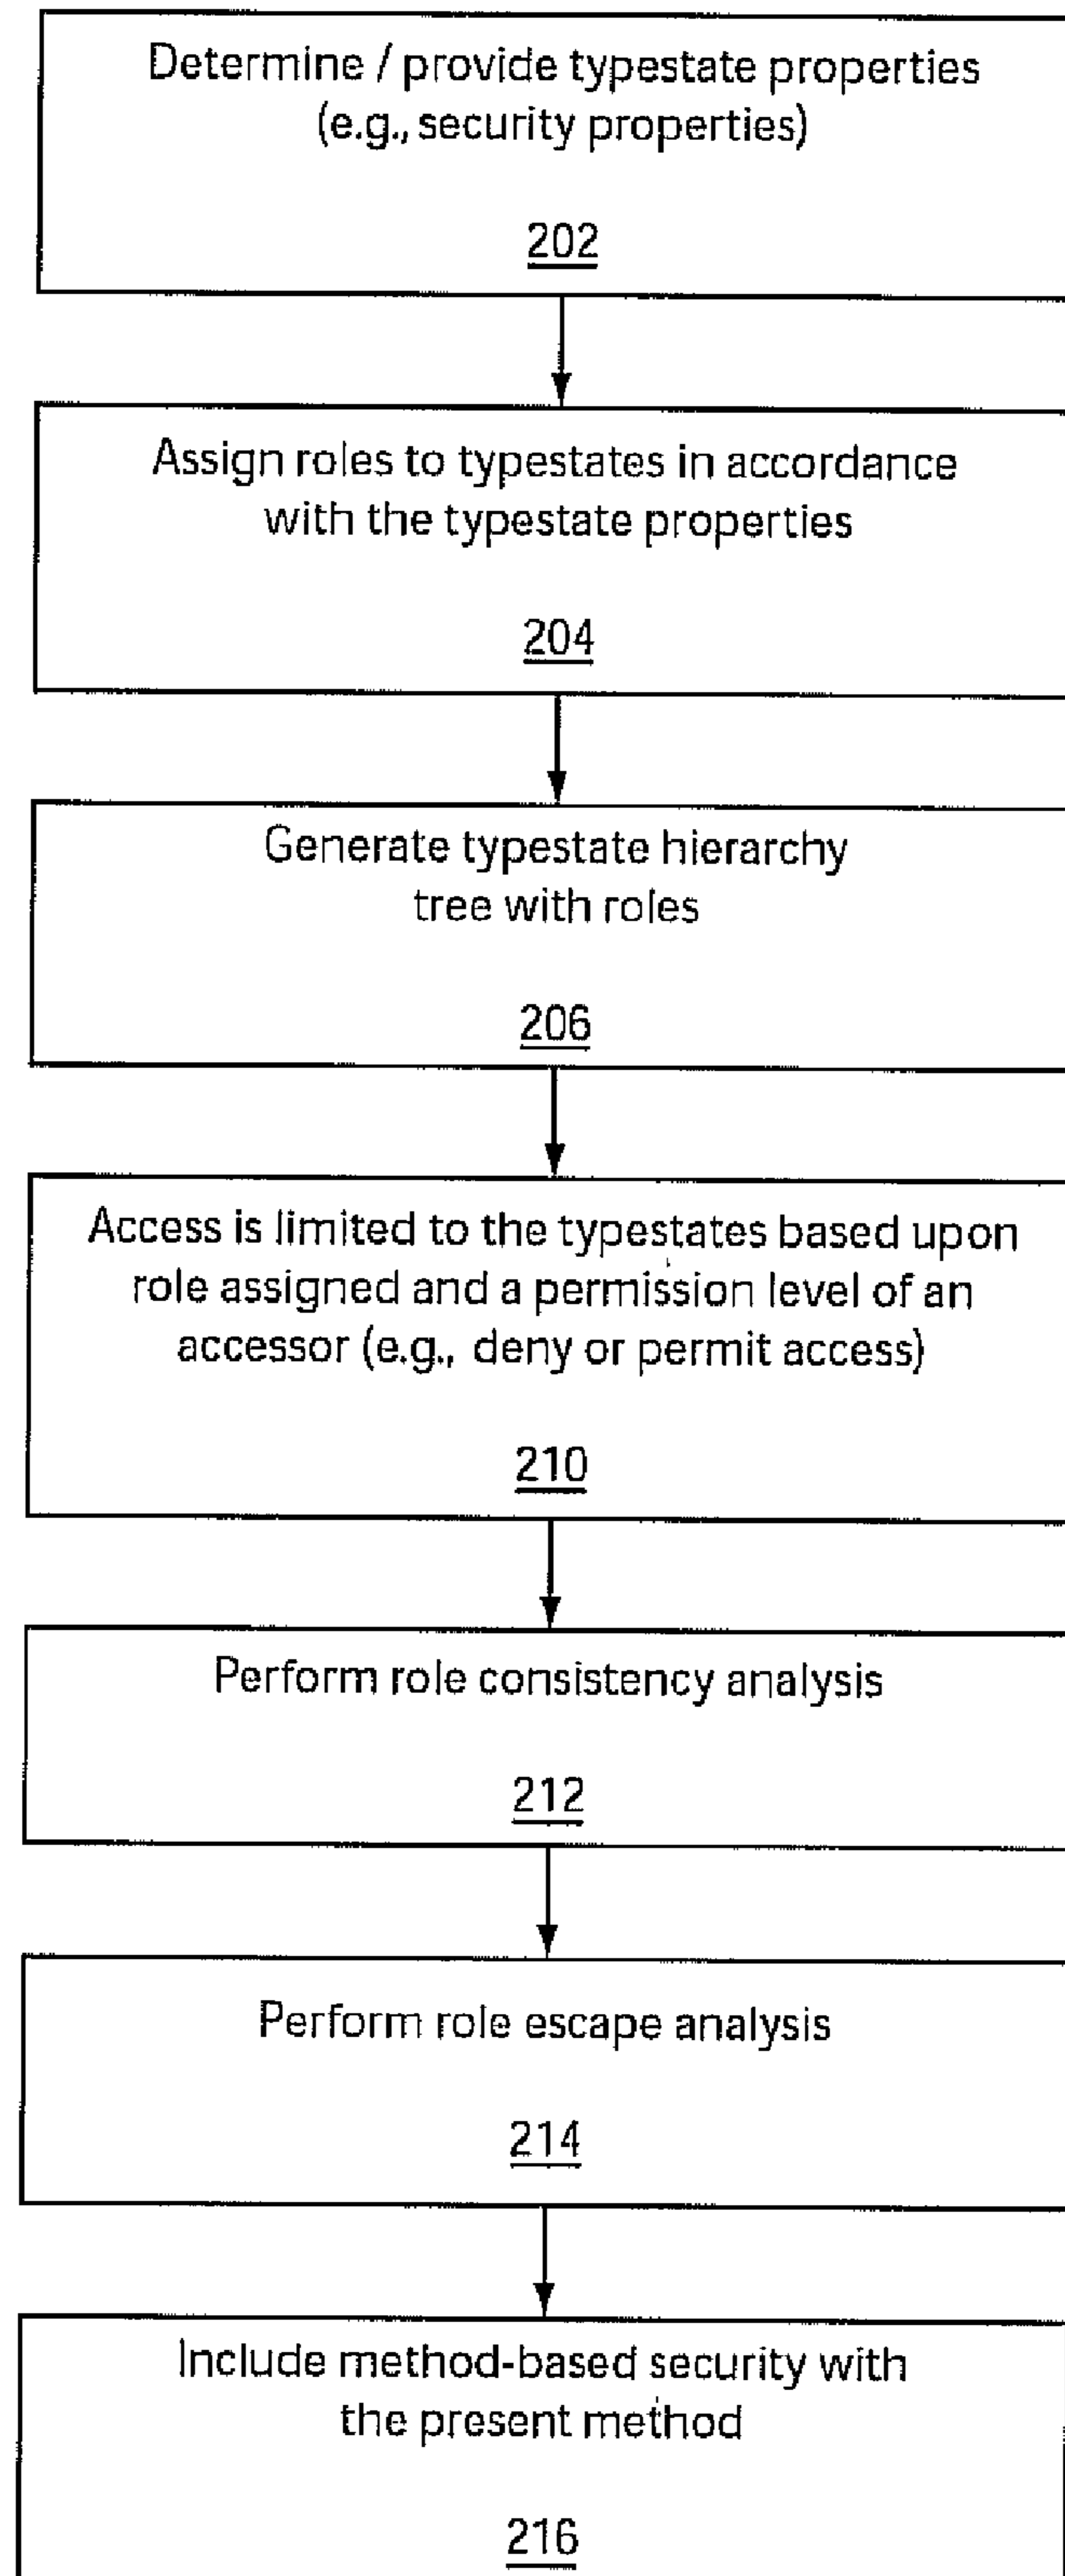 Determine / provide typestate properties
(e.g., security properties)
202
Assign roles to typestates in accordance
with the typestate properties
204
Generate typestate hierarchy
tree with roles
206
Access is limited to the typestates based upon
role assigned and a permission level of an
accessor (e.g., deny or permit access)
210
Perform role consistency analysis
212
Perform role escape analysis
214
Include method-based security with
the present method
216